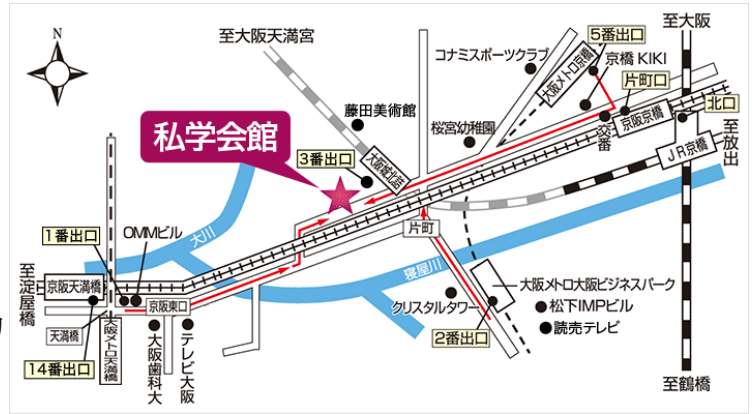 N
至大阪天満宮
コナミスポーツクラブ
5番出口
至大阪
大阪メトロ京橋
京橋 KIKI
片町口
藤田美術館
私学会館
桜宮幼稚園
交番
京阪京橋
北口
至放出
3番出口
大阪城北詰
JR京橋
1番出口
OMMビル
大川
片町
寝屋川
至淀屋橋
京阪天満橋
京阪東口
天満橋
大阪メトロ天満橋
14番出口
大阪歯科大
テレビ大阪
クリスタルタワー
2番出口
大阪メトロ大阪ビジネスパーク
松下IMPビル
読売テレビ
至鶴橋